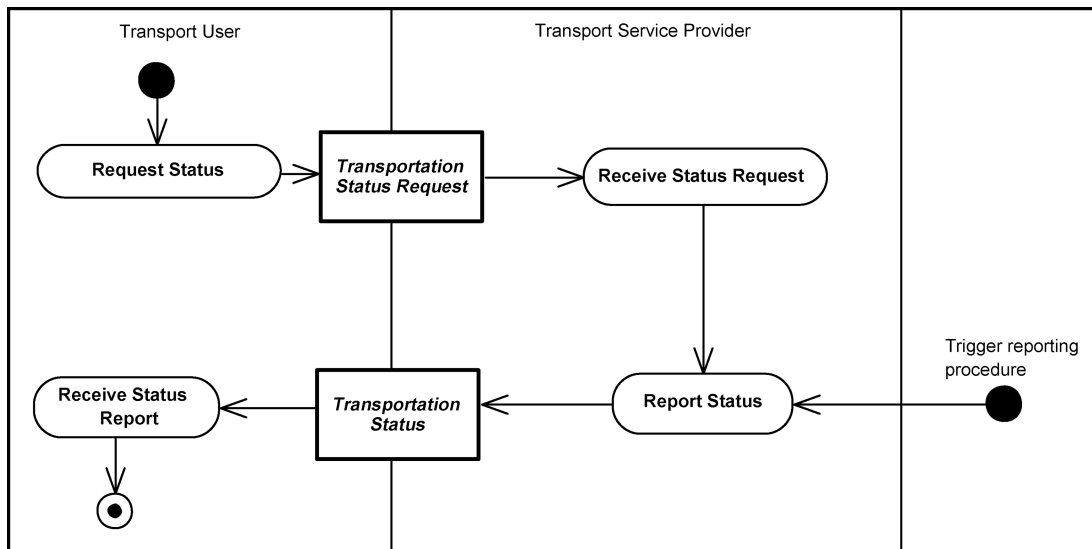 Transport User
Transport Service Provider
Request Status
Transportation
Status Request
Receive Status Request
Trigger reporting
procedure
Receive Status
Report
Transportation
Status
Report Status